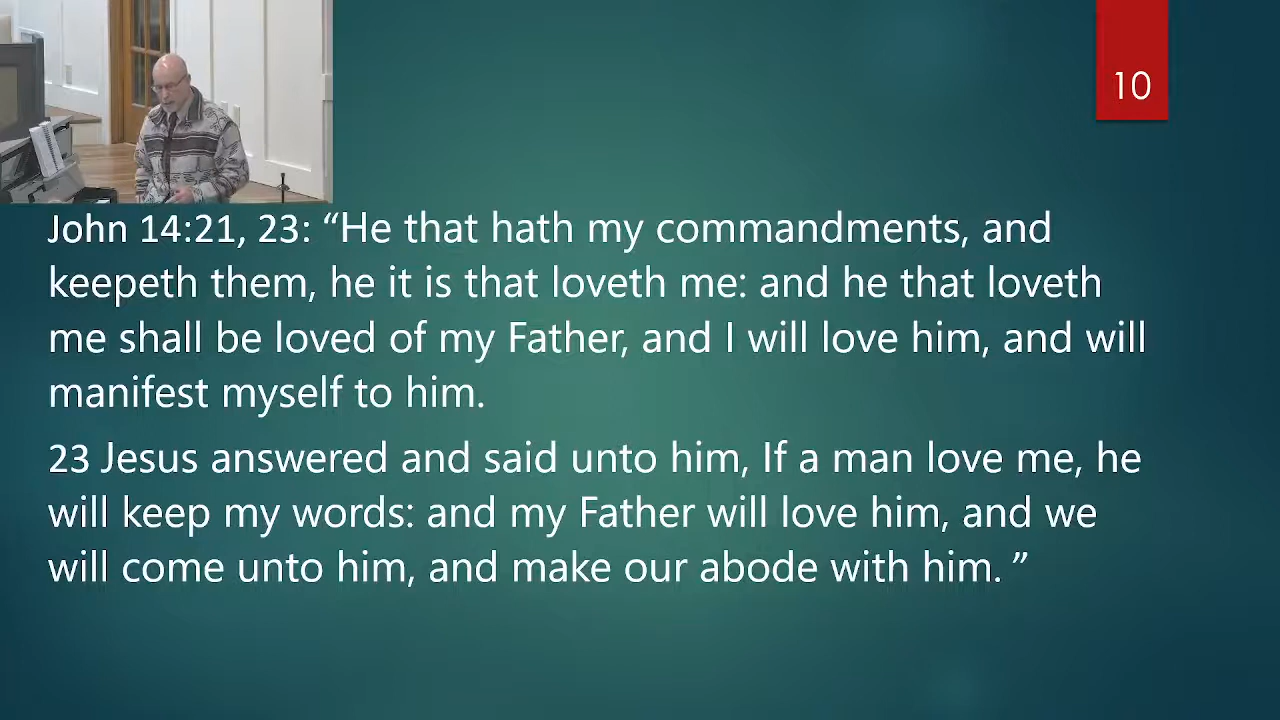 10
John 14:21, 23: “He that hath my commandments, and
keepeth them, he it is that loveth me: and he that loveth
me shall be loved of my Father, and I will love him, and will
manifest myself to him.
23 Jesus answered and said unto him, If a man love me, he
will keep my words: and my Father will love him, and we
will come unto him, and make our abode with him. ”